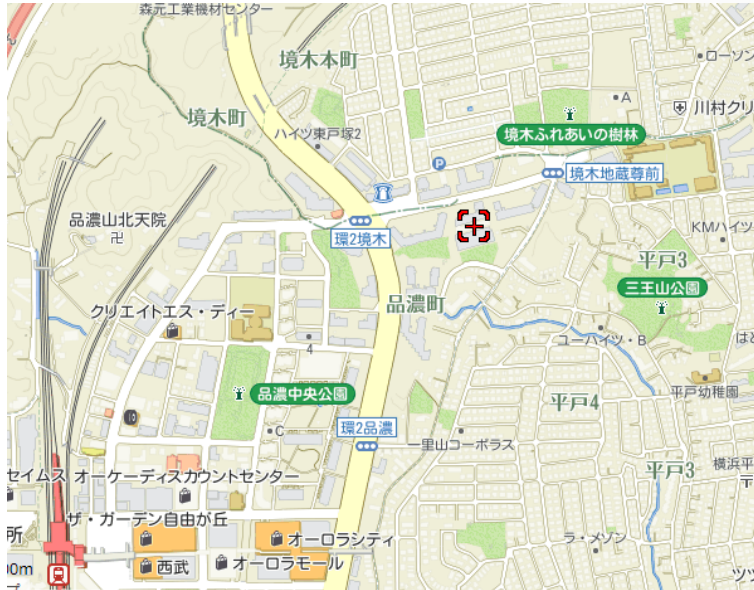 森元工業機材センター
境木本町
境木町
ハイツ東戸塚2
A
ローソン
川村クリ
境木ふれあいの樹林
P
境木地蔵尊前
品濃山北天院
卍
環2境木
KMハイツ
平戸3
三王山公園
品濃町
クリエイトエス・ディー
4
ユーハイツ・B
はと
品濃中央公園
平戸4
平戸幼稚園
C
環2品濃
一里山コーポラス
平戸3
横浜平
〒
セイムス
オーケーディスカウントセンター
ザ・ガーデン自由が丘
所
オーロラシティ
ラ・メゾン
西武
オーロラモール
00m
プ
ツツ